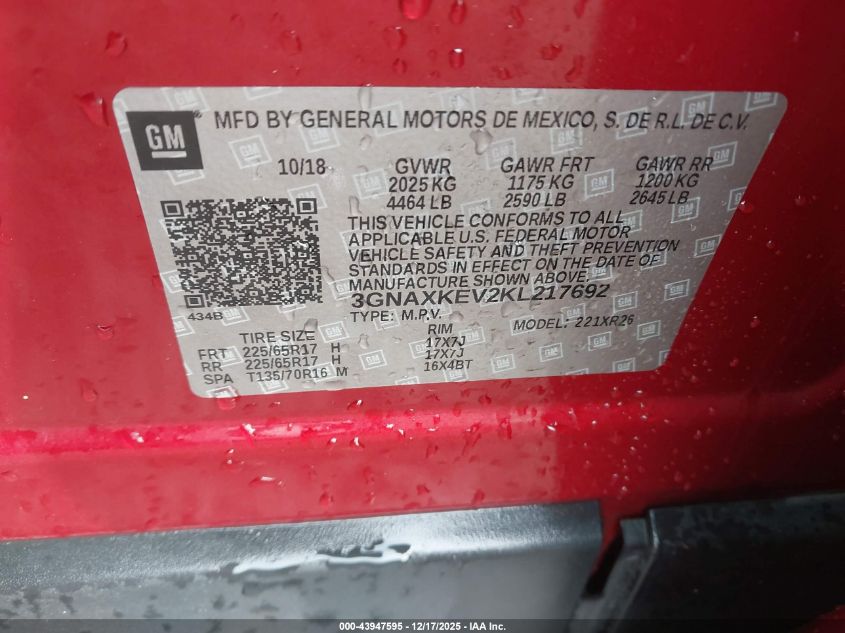 GM ® MFD BY GENERAL MOTORS DE MEXICO, S. DE R.L. DE C.V.
10/18 GVWR GAWR FRT GAWR RR
2025 KG 1175 KG 1200 KG
4464 LB 2590 LB 2645 LB
THIS VEHICLE CONFORMS TO ALL
APPLICABLE U.S. FEDERAL MOTOR
VEHICLE SAFETY AND THEFT PREVENTION
STANDARDS IN EFFECT ON THE DATE OF
MANUFACTURE SHOWN ABOVE.
434B 3GNAXKEV2KL217692
TYPE: M.P.V. MODEL: 221XR26
TIRE SIZE RIM
FRT 225/65R17 H 17X7J
RR 225/65R17 H 17X7J
SPA T135/70R16 M 16X4BT
000-43947595 - 12/17/2025 - IAA Inc.